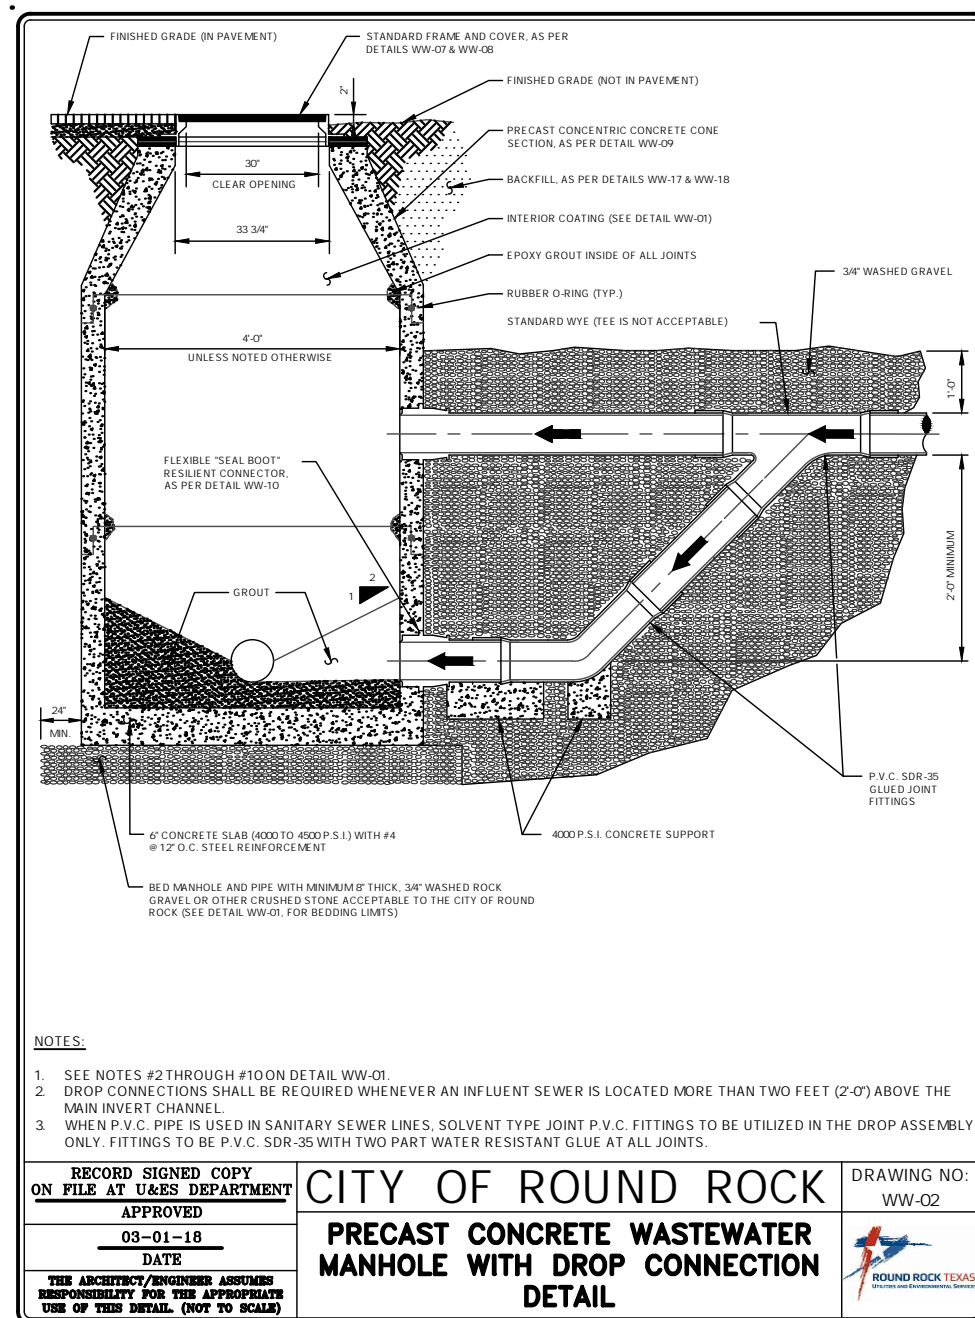 FINISHED GRADE (IN PAVEMENT)
STANDARD FRAME AND COVER, AS PER
DETAILS WW-07 & WW-08
2"
FINISHED GRADE (NOT IN PAVEMENT)
PRECAST CONCENTRIC CONCRETE CONE
SECTION, AS PER DETAIL WW-09
30"
CLEAR OPENING
BACKFILL, AS PER DETAILS WW-17 & WW-18
33 3/4"
INTERIOR COATING (SEE DETAIL WW-01)
EPOXY GROUT INSIDE OF ALL JOINTS
3/4" WASHED GRAVEL
RUBBER O-RING (TYP.)
STANDARD WYE (TEE IS NOT ACCEPTABLE)
4'-0"
UNLESS NOTED OTHERWISE
1'-0"
FLEXIBLE "SEAL BOOT"
RESILIENT CONNECTOR,
AS PER DETAIL WW-10
2'-0" MINIMUM
2
1
GROUT
24"
MIN.
P.V.C. SDR-35
GLUED JOINT
FITTINGS
6" CONCRETE SLAB (4000 TO 4500 P.S.I.) WITH #4
@ 12" O.C. STEEL REINFORCEMENT
4000 P.S.I. CONCRETE SUPPORT
BED MANHOLE AND PIPE WITH MINIMUM 8" THICK, 3/4" WASHED ROCK
GRAVEL OR OTHER CRUSHED STONE ACCEPTABLE TO THE CITY OF ROUND
ROCK (SEE DETAIL WW-01, FOR BEDDING LIMITS)
NOTES:
1. SEE NOTES #2 THROUGH #10 ON DETAIL WW-01.
2. DROP CONNECTIONS SHALL BE REQUIRED WHENEVER AN INFLUENT SEWER IS LOCATED MORE THAN TWO FEET (2'-0") ABOVE THE
MAIN INVERT CHANNEL.
3. WHEN P.V.C. PIPE IS USED IN SANITARY SEWER LINES, SOLVENT TYPE JOINT P.V.C. FITTINGS TO BE UTILIZED IN THE DROP ASSEMBLY
ONLY. FITTINGS TO BE P.V.C. SDR-35 WITH TWO PART WATER RESISTANT GLUE AT ALL JOINTS.
RECORD SIGNED COPY
ON FILE AT U&ES DEPARTMENT
APPROVED
03-01-18
DATE
THE ARCHITECT/ENGINEER ASSUMES
RESPONSIBILITY FOR THE APPROPRIATE
USE OF THIS DETAIL. (NOT TO SCALE)
CITY OF ROUND ROCK
PRECAST CONCRETE WASTEWATER
MANHOLE WITH DROP CONNECTION
DETAIL
DRAWING NO:
WW-02
ROUND ROCK TEXAS
UTILITIES AND ENVIRONMENTAL SERVICES